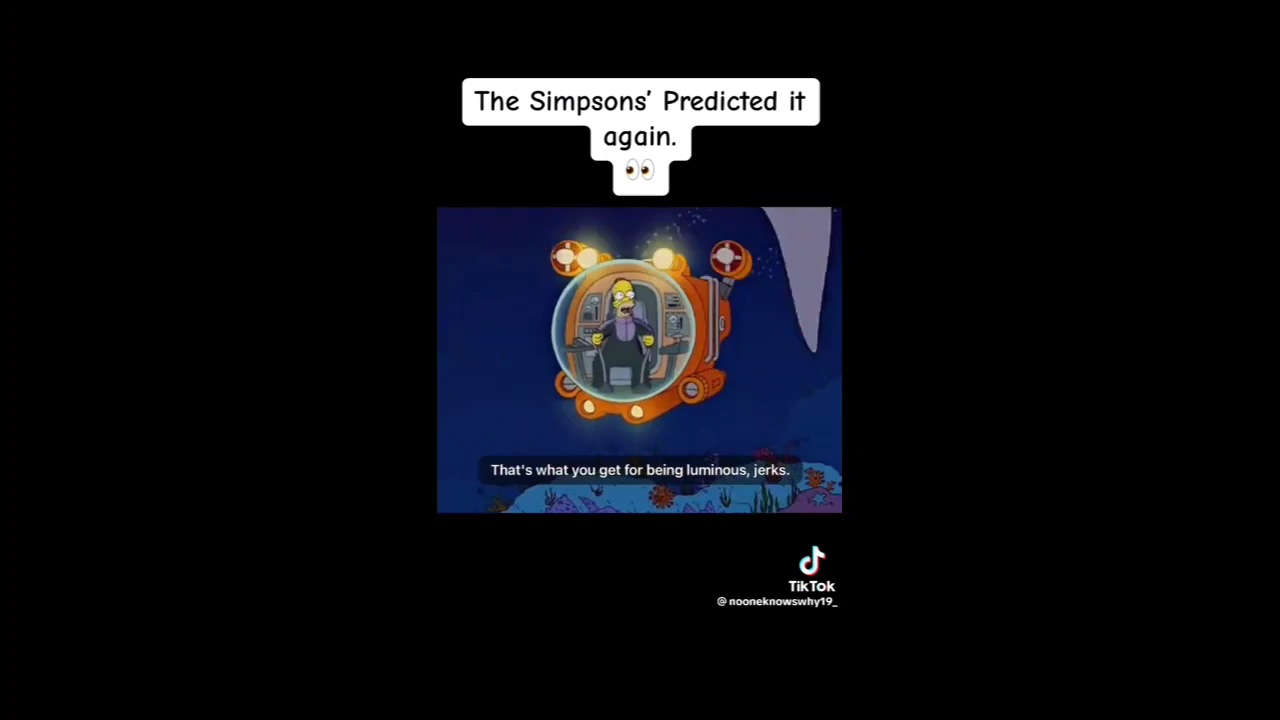 The Simpsons’ Predicted it
again.
👀
That's what you get for being luminous, jerks.
TikTok
@nooneknowswhy19_